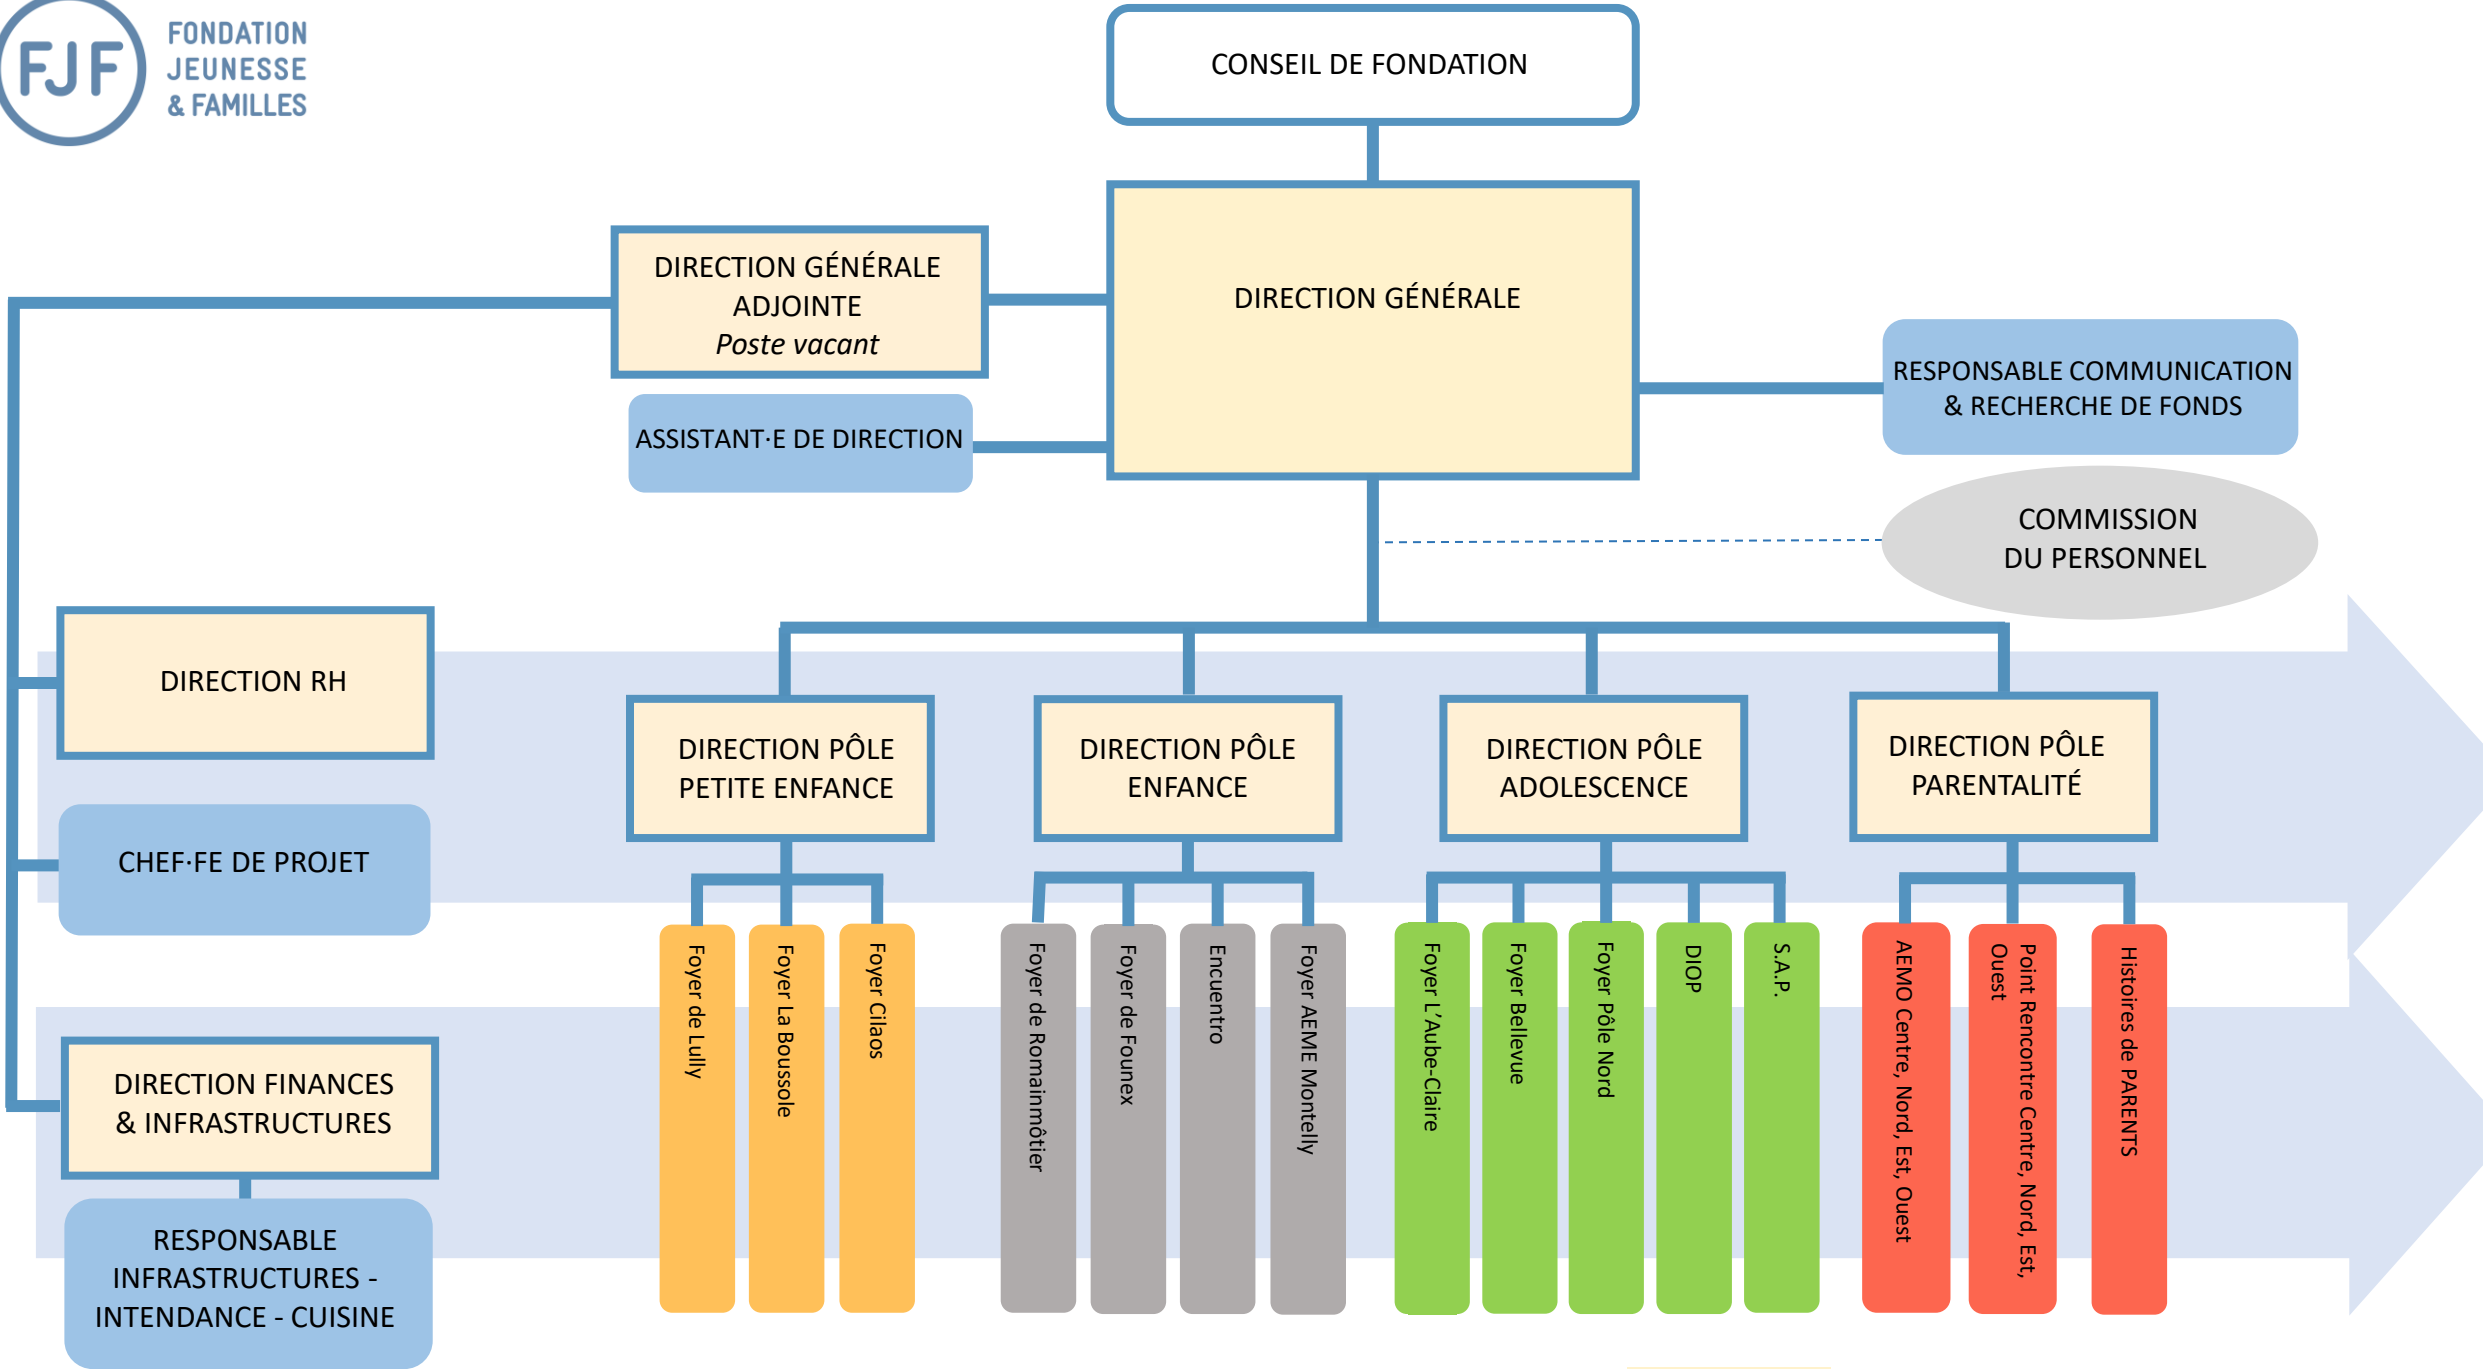 FJF
FONDATION
JEUNESSE
& FAMILLES
CONSEIL DE FONDATION
DIRECTION GÉNÉRALE
ADJOINTE
Poste vacant
DIRECTION GÉNÉRALE
ASSISTANT·E DE DIRECTION
RESPONSABLE COMMUNICATION
& RECHERCHE DE FONDS
COMMISSION
DU PERSONNEL
DIRECTION RH
CHEF·FE DE PROJET
DIRECTION PÔLE
PETITE ENFANCE
DIRECTION PÔLE
ENFANCE
DIRECTION PÔLE
ADOLESCENCE
DIRECTION PÔLE
PARENTALITÉ
Foyer de Lully
Foyer La Boussole
Foyer Cilaos
Foyer de Romainmôtier
Foyer de Founex
Encuentro
Foyer AEME Montelly
Foyer L'Aube-Claire
Foyer Bellevue
Foyer Pôle Nord
DIOP
S.A.P.
AEMO Centre, Nord, Est, Ouest
Point Rencontre Centre, Nord, Est,
Ouest
Histoires de PARENTS
DIRECTION FINANCES
& INFRASTRUCTURES
RESPONSABLE
INFRASTRUCTURES -
INTENDANCE - CUISINE